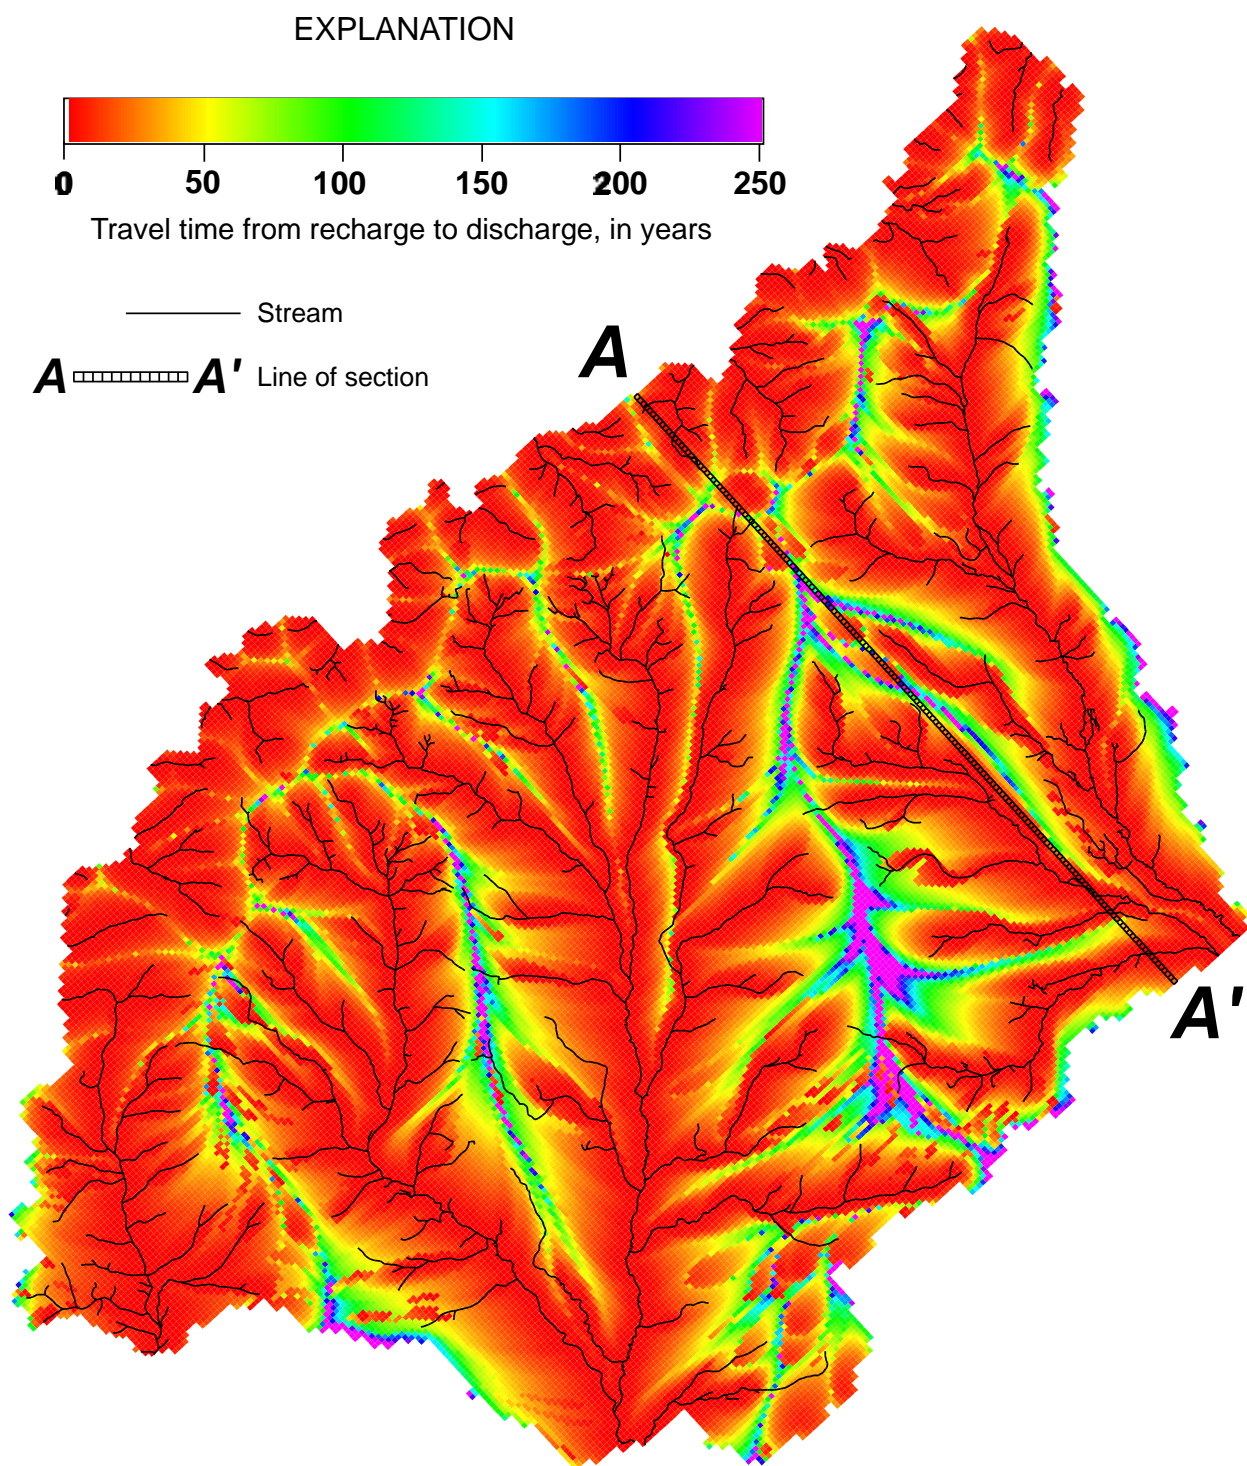 EXPLANATION
0 50 100 150 200 250
Travel time from recharge to discharge, in years
Stream
A A' Line of section
A
A'